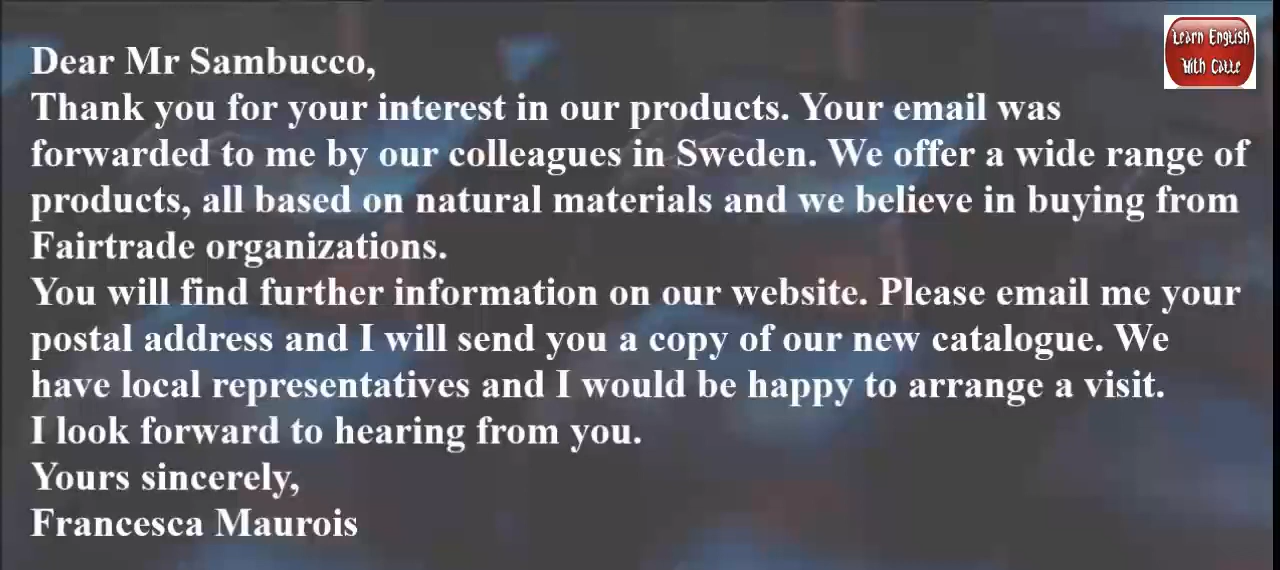 Dear Mr Sambucco,
Thank you for your interest in our products. Your email was
forwarded to me by our colleagues in Sweden. We offer a wide range of
products, all based on natural materials and we believe in buying from
Fairtrade organizations.
You will find further information on our website. Please email me your
postal address and I will send you a copy of our new catalogue. We
have local representatives and I would be happy to arrange a visit.
I look forward to hearing from you.
Yours sincerely,
Francesca Maurois
Learn English
With Catte